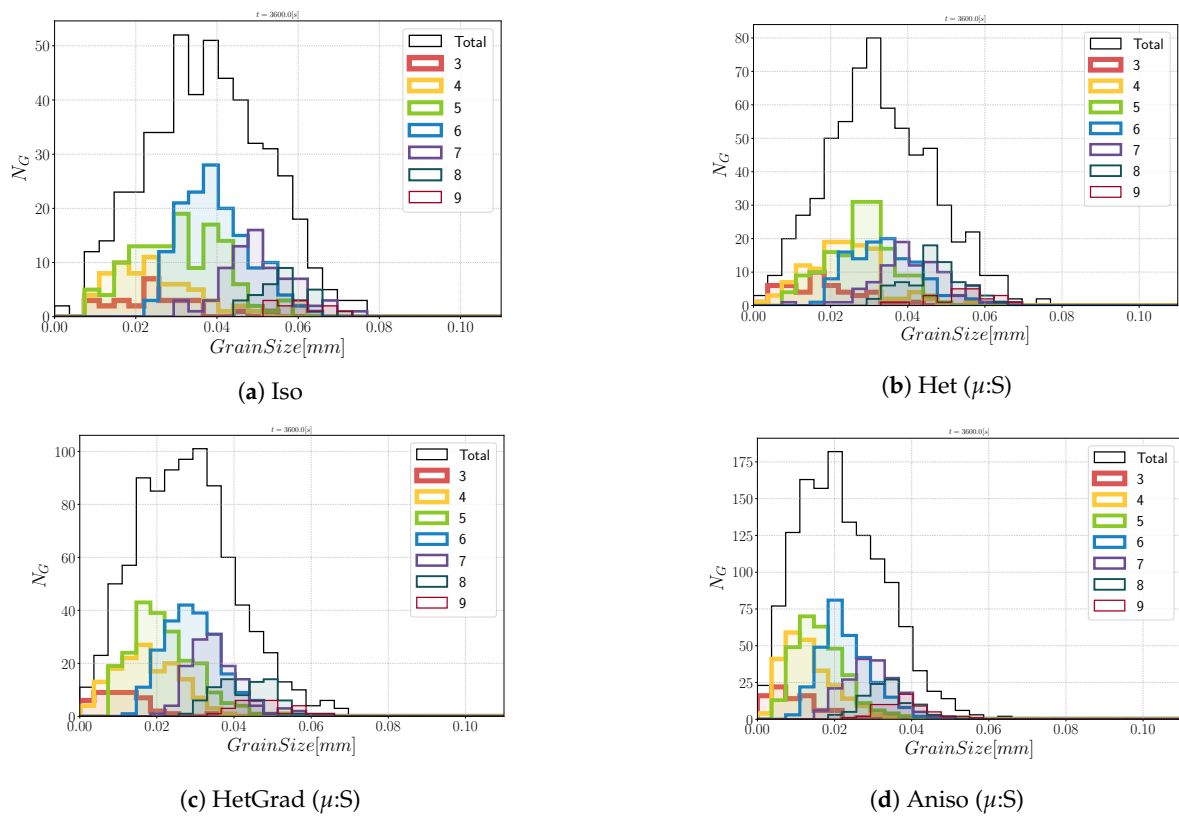 t = 3600.0[s]
50
40
30
20
10
0
N_G
0.00 0.02 0.04 0.06 0.08 0.10
GrainSize[mm]
Total
3
4
5
6
7
8
9
(a) Iso
t = 3600.0[s]
80
70
60
50
40
30
20
10
0
N_G
0.00 0.02 0.04 0.06 0.08 0.10
GrainSize[mm]
Total
3
4
5
6
7
8
9
(b) Het (μ:S)
t = 3600.0[s]
100
80
60
40
20
0
N_G
0.00 0.02 0.04 0.06 0.08 0.10
GrainSize[mm]
Total
3
4
5
6
7
8
9
(c) HetGrad (μ:S)
t = 3600.0[s]
175
150
125
100
75
50
25
0
N_G
0.00 0.02 0.04 0.06 0.08 0.10
GrainSize[mm]
Total
3
4
5
6
7
8
9
(d) Aniso (μ:S)